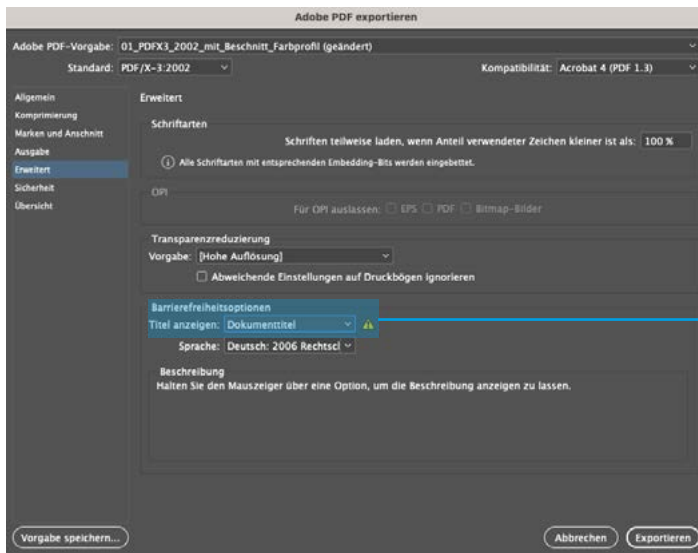 Adobe PDF exportieren
Adobe PDF-Vorgabe: 01_PDFX3_2002_mit_Beschnitt_Farbprofil (geändert)
Standard: PDF/X-3:2002 Kompatibilität: Acrobat 4 (PDF 1.3)
Allgemein
Komprimierung
Marken und Anschnitt
Ausgabe
Erweitert
Sicherheit
Übersicht
Erweitert
Schriftarten
Schriften teilweise laden, wenn Anteil verwendeter Zeichen kleiner ist als: 100 %
Alle Schriftarten mit entsprechenden Embedding-Bits werden eingebettet.
OPI
Für OPI auslassen: EPS PDF Bitmap-Bilder
Transparenzreduzierung
Vorgabe: [Hohe Auflösung]
Abweichende Einstellungen auf Druckbögen ignorieren
Barrierefreiheitsoptionen
Titel anzeigen: Dokumenttitel
Sprache: Deutsch: 2006 Rechtscl
Beschreibung
Halten Sie den Mauszeiger über eine Option, um die Beschreibung anzeigen zu lassen.
Vorgabe speichern... Abbrechen Exportieren